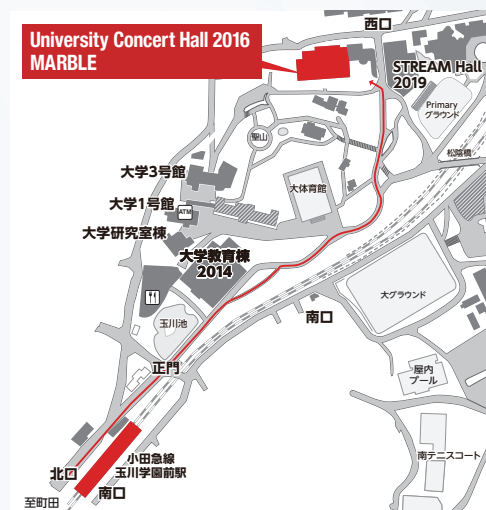 University Concert Hall 2016
MARBLE
西口
STREAM Hall
2019
Primary
グラウンド
松陰橋
聖山
大学3号館
大体育館
大学1号館
ATM
大学研究室棟
大学教育棟
2014
大グラウンド
南口
玉川池
正門
屋内
プール
小田急線
玉川学園前駅
南テニスコート
北口
南口
至町田